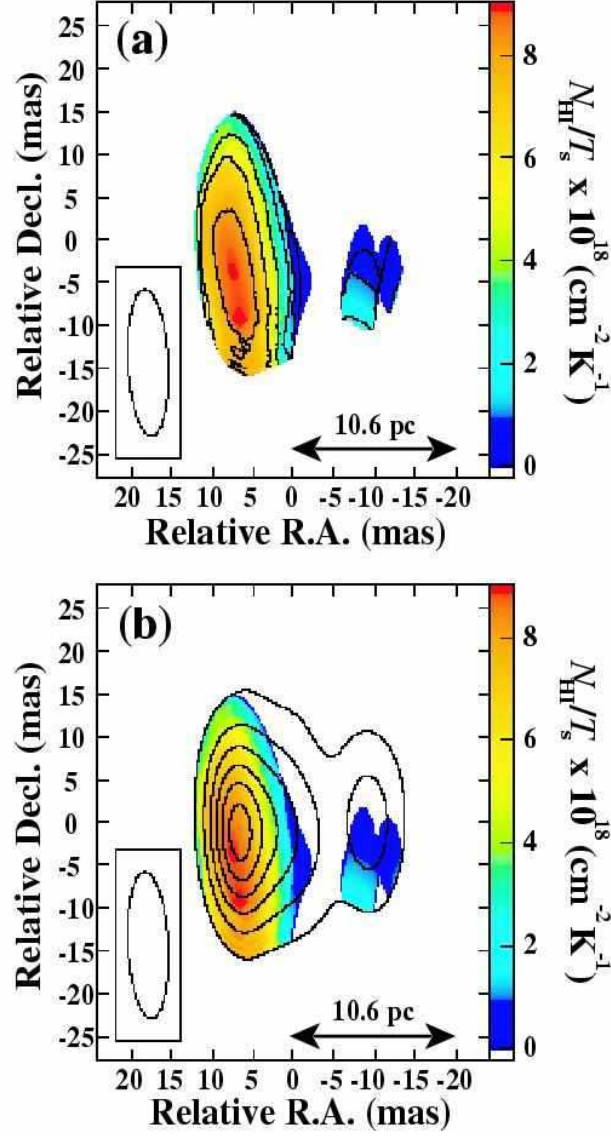 (a)
25
20
15
10
5
0
-5
-10
-15
-20
-25
Relative Decl. (mas)
10.6 pc
20 15 10 5 0 -5 -10 -15 -20
Relative R.A. (mas)
8
6
4
2
0
N_HI/T_s x 10^18 (cm^-2 K^-1)
(b)
25
20
15
10
5
0
-5
-10
-15
-20
-25
Relative Decl. (mas)
10.6 pc
20 15 10 5 0 -5 -10 -15 -20
Relative R.A. (mas)
8
6
4
2
0
N_HI/T_s x 10^18 (cm^-2 K^-1)